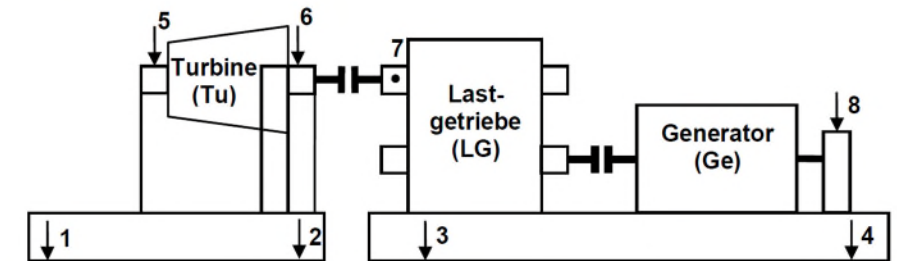 5
6
7
Turbine
(Tu)
Last-
getriebe
(LG)
8
Generator
(Ge)
1
2
3
4